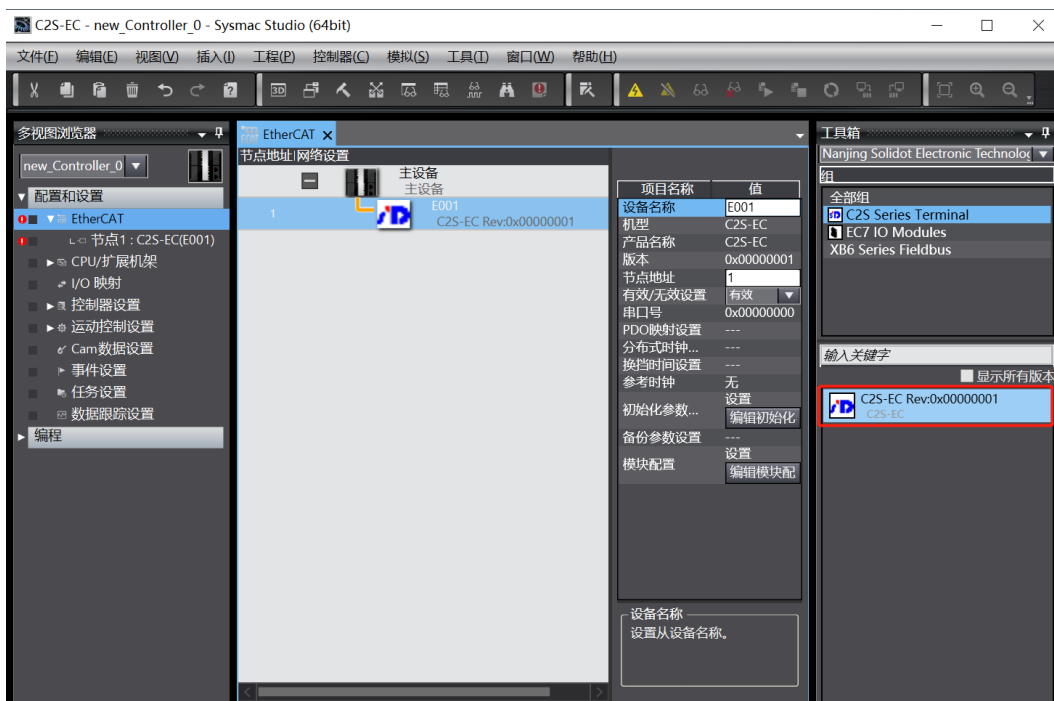 C2S-EC - new_Controller_0 - Sysmac Studio (64bit)
文件(F) 编辑(E) 视图(V) 插入(I) 工程(P) 控制器(C) 模拟(S) 工具(T) 窗口(W) 帮助(H)
多视图浏览器
new_Controller_0
配置和设置
EtherCAT
节点1 : C2S-EC(E001)
CPU/扩展机架
I/O 映射
控制器设置
运动控制设置
Cam数据设置
事件设置
任务设置
数据跟踪设置
编程
EtherCAT
节点地址|网络设置
主设备
主设备
1
E001
C2S-EC Rev:0x00000001
项目名称 值
设备名称 E001
机型 C2S-EC
产品名称 C2S-EC
版本 0x00000001
节点地址 1
有效/无效设置 有效
串口号 0x00000000
PDO映射设置 ---
分布式时钟... ---
换挡时间设置 ---
参考时钟 无
初始化参数... 设置
编辑初始化
备份参数设置 ---
模块配置 设置
编辑模块配
设备名称
设置从设备名称。
工具箱
Nanjing Solidot Electronic Technolog
组
全部组
C2S Series Terminal
EC7 IO Modules
XB6 Series Fieldbus
输入关键字
显示所有版本
C2S-EC Rev:0x00000001
C2S-EC